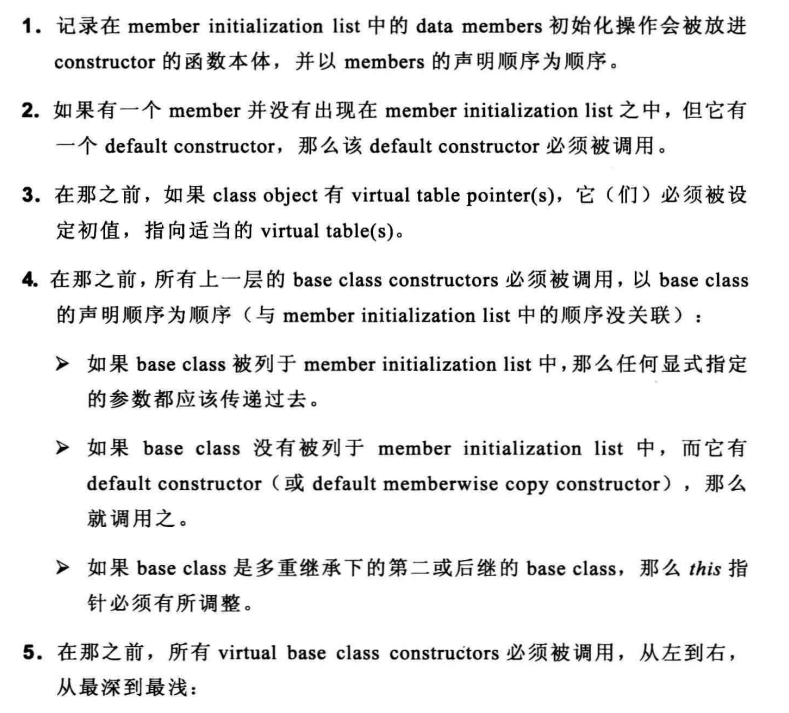 1. 记录在 member initialization list 中的 data members 初始化操作会被放进
constructor 的函数本体，并以 members 的声明顺序为顺序。
2. 如果有一个 member 并没有出现在 member initialization list 之中，但它有
一个 default constructor，那么该 default constructor 必须被调用。
3. 在那之前，如果 class object 有 virtual table pointer(s)，它（们）必须被设
定初值，指向适当的 virtual table(s)。
4. 在那之前，所有上一层的 base class constructors 必须被调用，以 base class
的声明顺序为顺序（与 member initialization list 中的顺序没关联）：
➢ 如果 base class 被列于 member initialization list 中，那么任何显式指定
的参数都应该传递过去。
➢ 如果 base class 没有被列于 member initialization list 中，而它有
default constructor（或 default memberwise copy constructor），那么
就调用之。
➢ 如果 base class 是多重继承下的第二或后继的 base class，那么 this 指
针必须有所调整。
5. 在那之前，所有 virtual base class constructors 必须被调用，从左到右，
从最深到最浅：